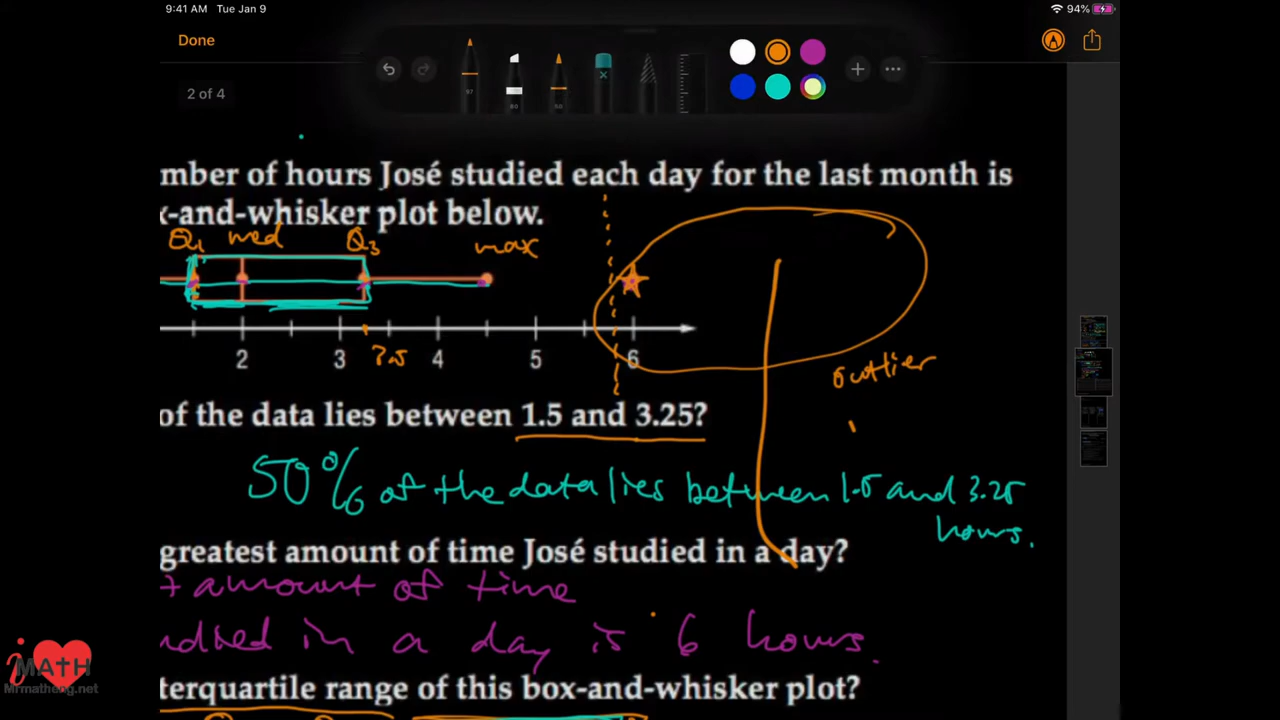 9:41 AM Tue Jan 9
94%
Done
2 of 4
97
80
50
mber of hours José studied each day for the last month is
x-and-whisker plot below.
Q1 med Q3 max
2 3 4 5 6
outlier
of the data lies between 1.5 and 3.25?
50% of the data lies between 1.5 and 3.25
hours.
greatest amount of time José studied in a day?
t amount of time
udied in a day is 6 hours.
terquartile range of this box-and-whisker plot?
i MATH
Mrmatheng.net